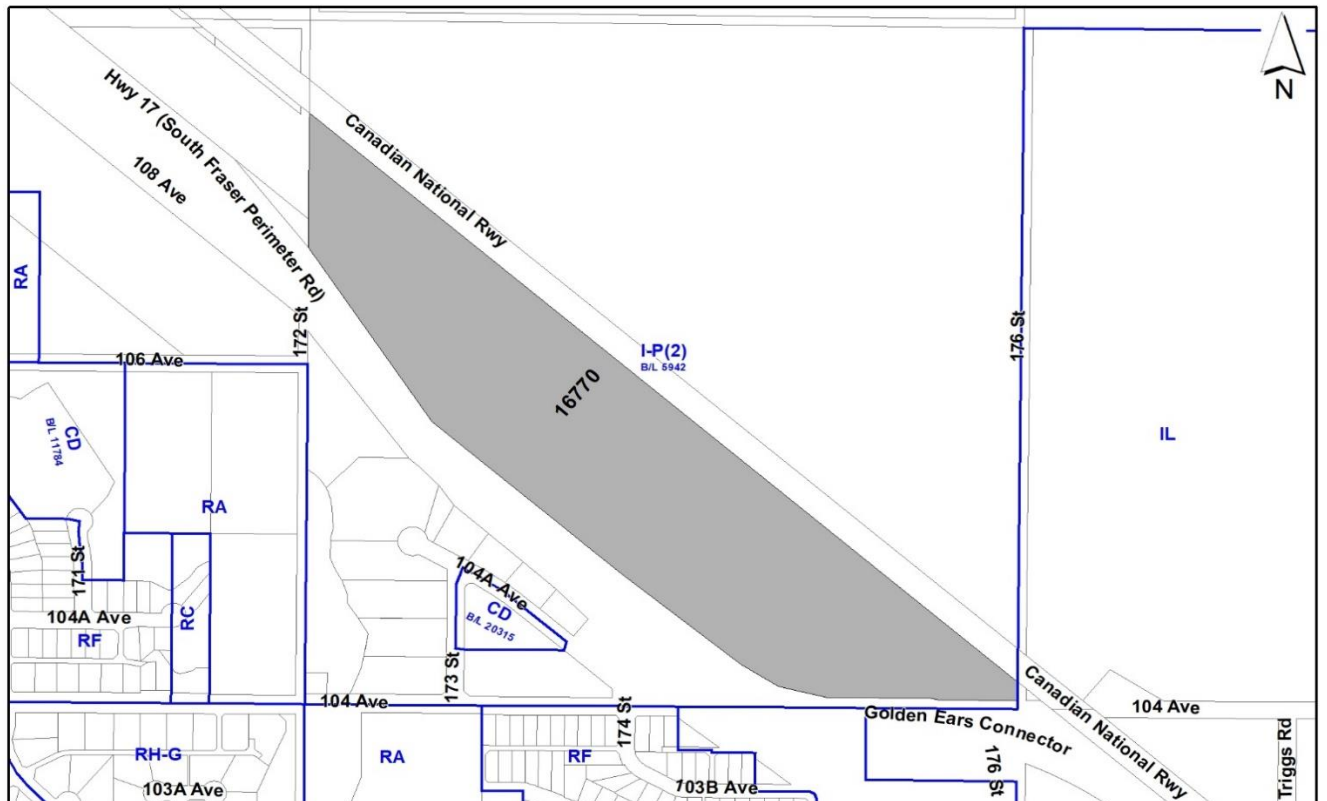 N
Canadian National Rwy
Hwy 17 (South Fraser Perimeter Rd)
108 Ave
RA
172 St
176 St
106 Ave
I-P(2)
B/L 5942
16770
CD
B/L 11784
IL
RA
171 St
104A Ave
104A Ave
RC
CD
B/L 20315
RF
173 St
174 St
104 Ave
Canadian National Rwy
104 Ave
Golden Ears Connector
RH-G
RA
RF
176 St
Triggs Rd
103A Ave
103B Ave